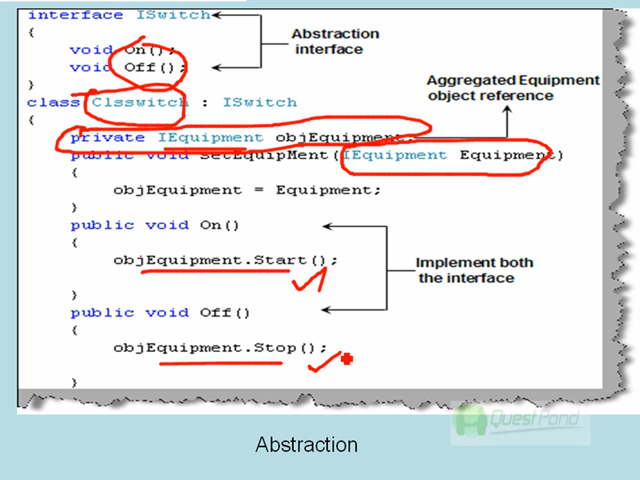 interface ISwitch
{
void On();
void Off();
}
Abstraction
interface
class Clsswitch : ISwitch
{
Aggregated Equipment
object reference
private IEquipment objEquipment
public void SetEquipMent(IEquipment Equipment)
{
objEquipment = Equipment;
}
public void On()
{
objEquipment.Start();
}
public void Off()
{
objEquipment.Stop();
}
Implement both
the interface
QuestPond
Abstraction